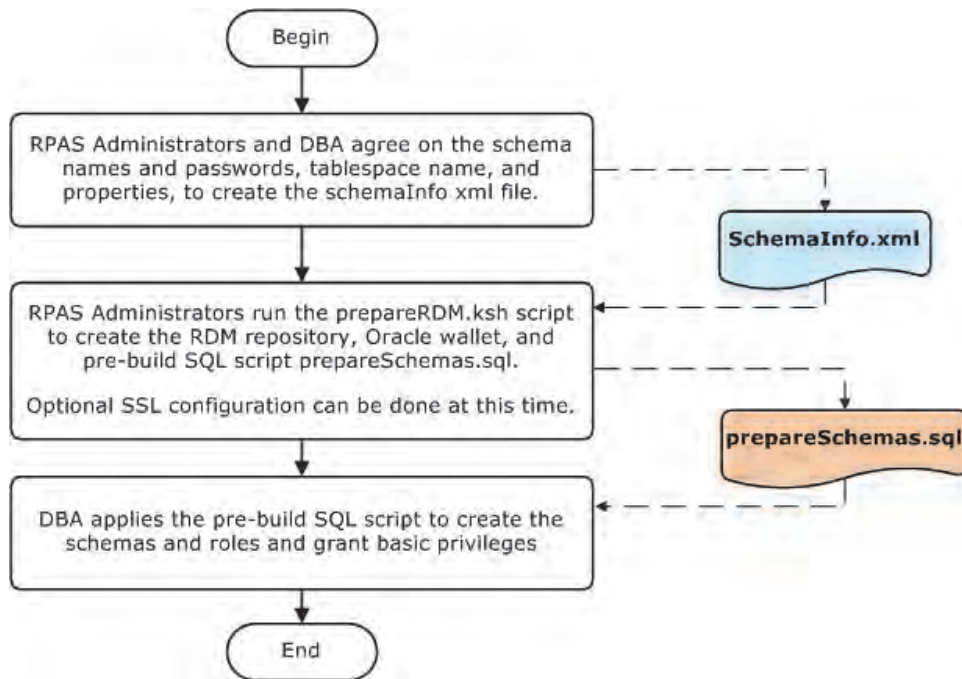 Begin
RPAS Administrators and DBA agree on the schema
names and passwords, tablespace name, and
properties, to create the schemaInfo xml file.
SchemaInfo.xml
RPAS Administrators run the prepareRDM.ksh script
to create the RDM repository, Oracle wallet, and
pre-build SQL script prepareSchemas.sql.
Optional SSL configuration can be done at this time.
prepareSchemas.sql
DBA applies the pre-build SQL script to create the
schemas and roles and grant basic privileges
End